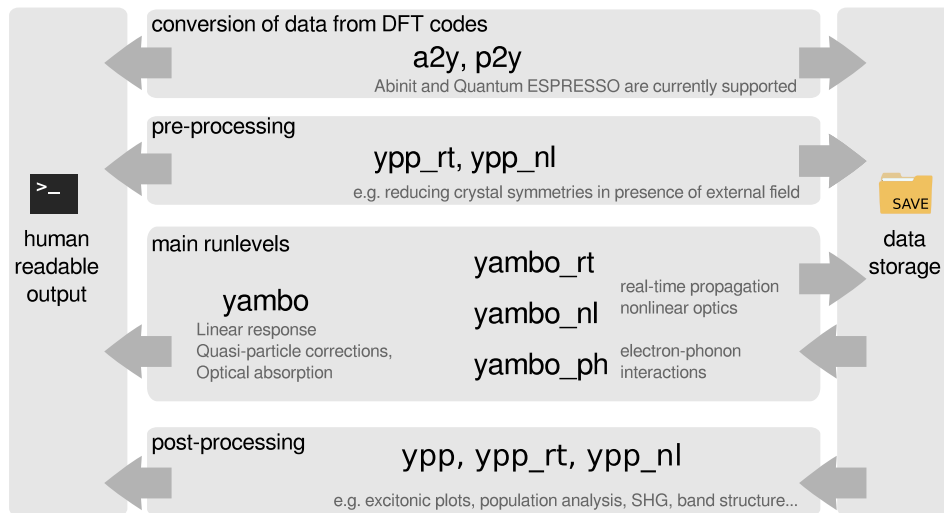 conversion of data from DFT codes
a2y, p2y
Abinit and Quantum ESPRESSO are currently supported
pre-processing
ypp_rt, ypp_nl
e.g. reducing crystal symmetries in presence of external field
>_
human
readable
output
SAVE
data
storage
main runlevels
yambo
Linear response
Quasi-particle corrections,
Optical absorption
yambo_rt
yambo_nl
real-time propagation
nonlinear optics
yambo_ph
electron-phonon
interactions
post-processing
ypp, ypp_rt, ypp_nl
e.g. excitonic plots, population analysis, SHG, band structure...